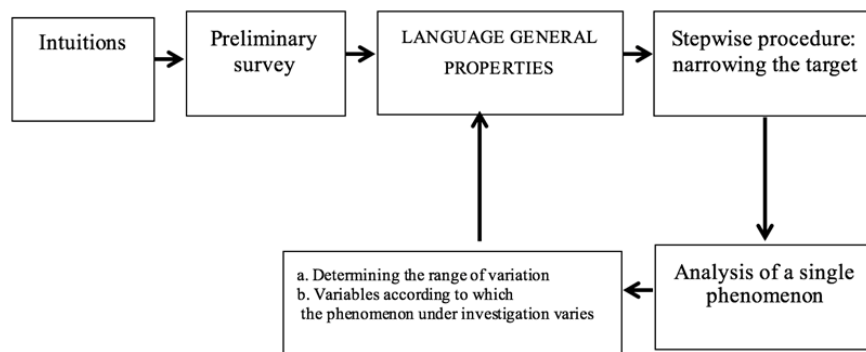 Intuitions
Preliminary
survey
LANGUAGE GENERAL
PROPERTIES
Stepwise procedure:
narrowing the target
Analysis of a single
phenomenon
a. Determining the range of variation
b. Variables according to which
the phenomenon under investigation varies